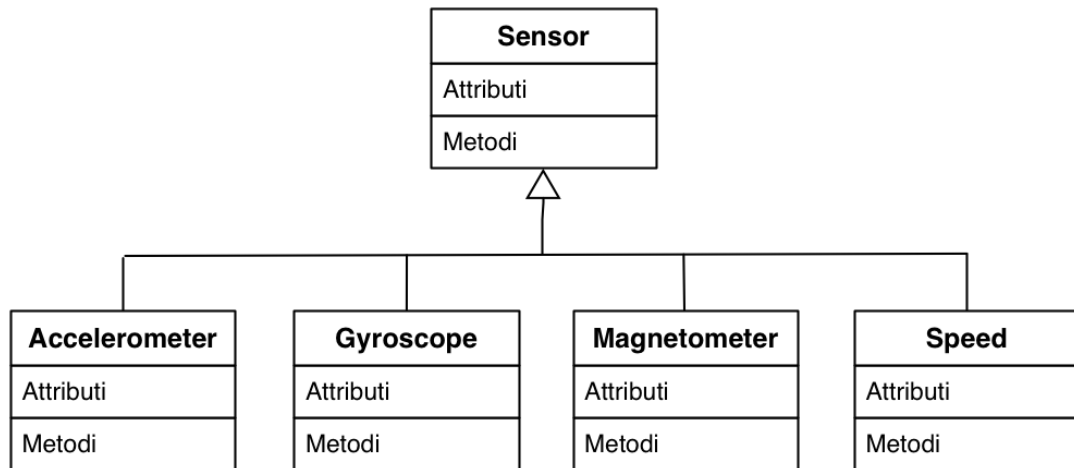 Sensor
Attributi
Metodi
Accelerometer
Attributi
Metodi
Gyroscope
Attributi
Metodi
Magnetometer
Attributi
Metodi
Speed
Attributi
Metodi